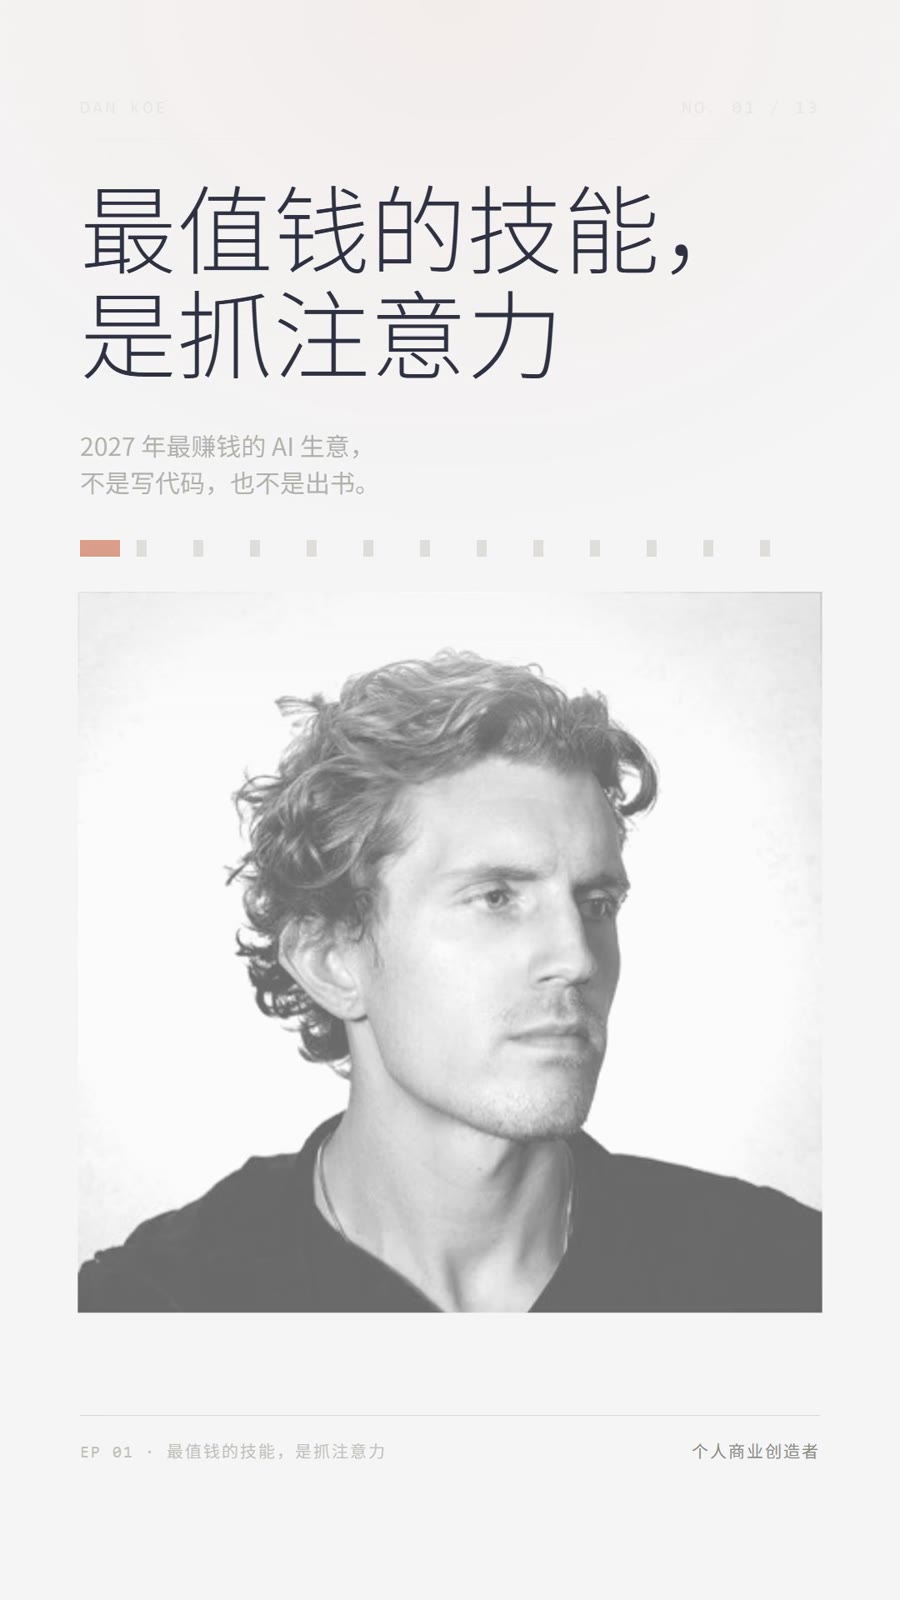 DAN KOE
NO. 01 / 13
最值钱的技能，
是抓注意力
2027 年最赚钱的 AI 生意，
不是写代码，也不是出书。
EP 01 · 最值钱的技能，是抓注意力
个人商业创造者